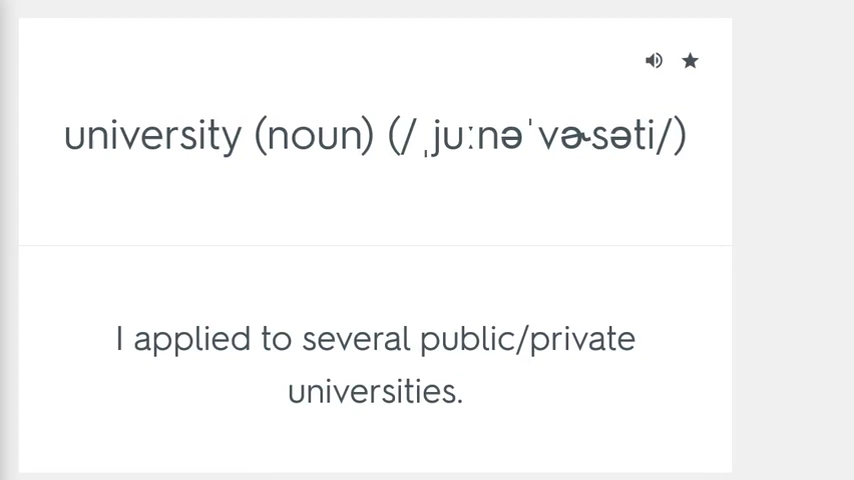 university (noun) (/ˌjuːnəˈvɚsəti/)
I applied to several public/private
universities.